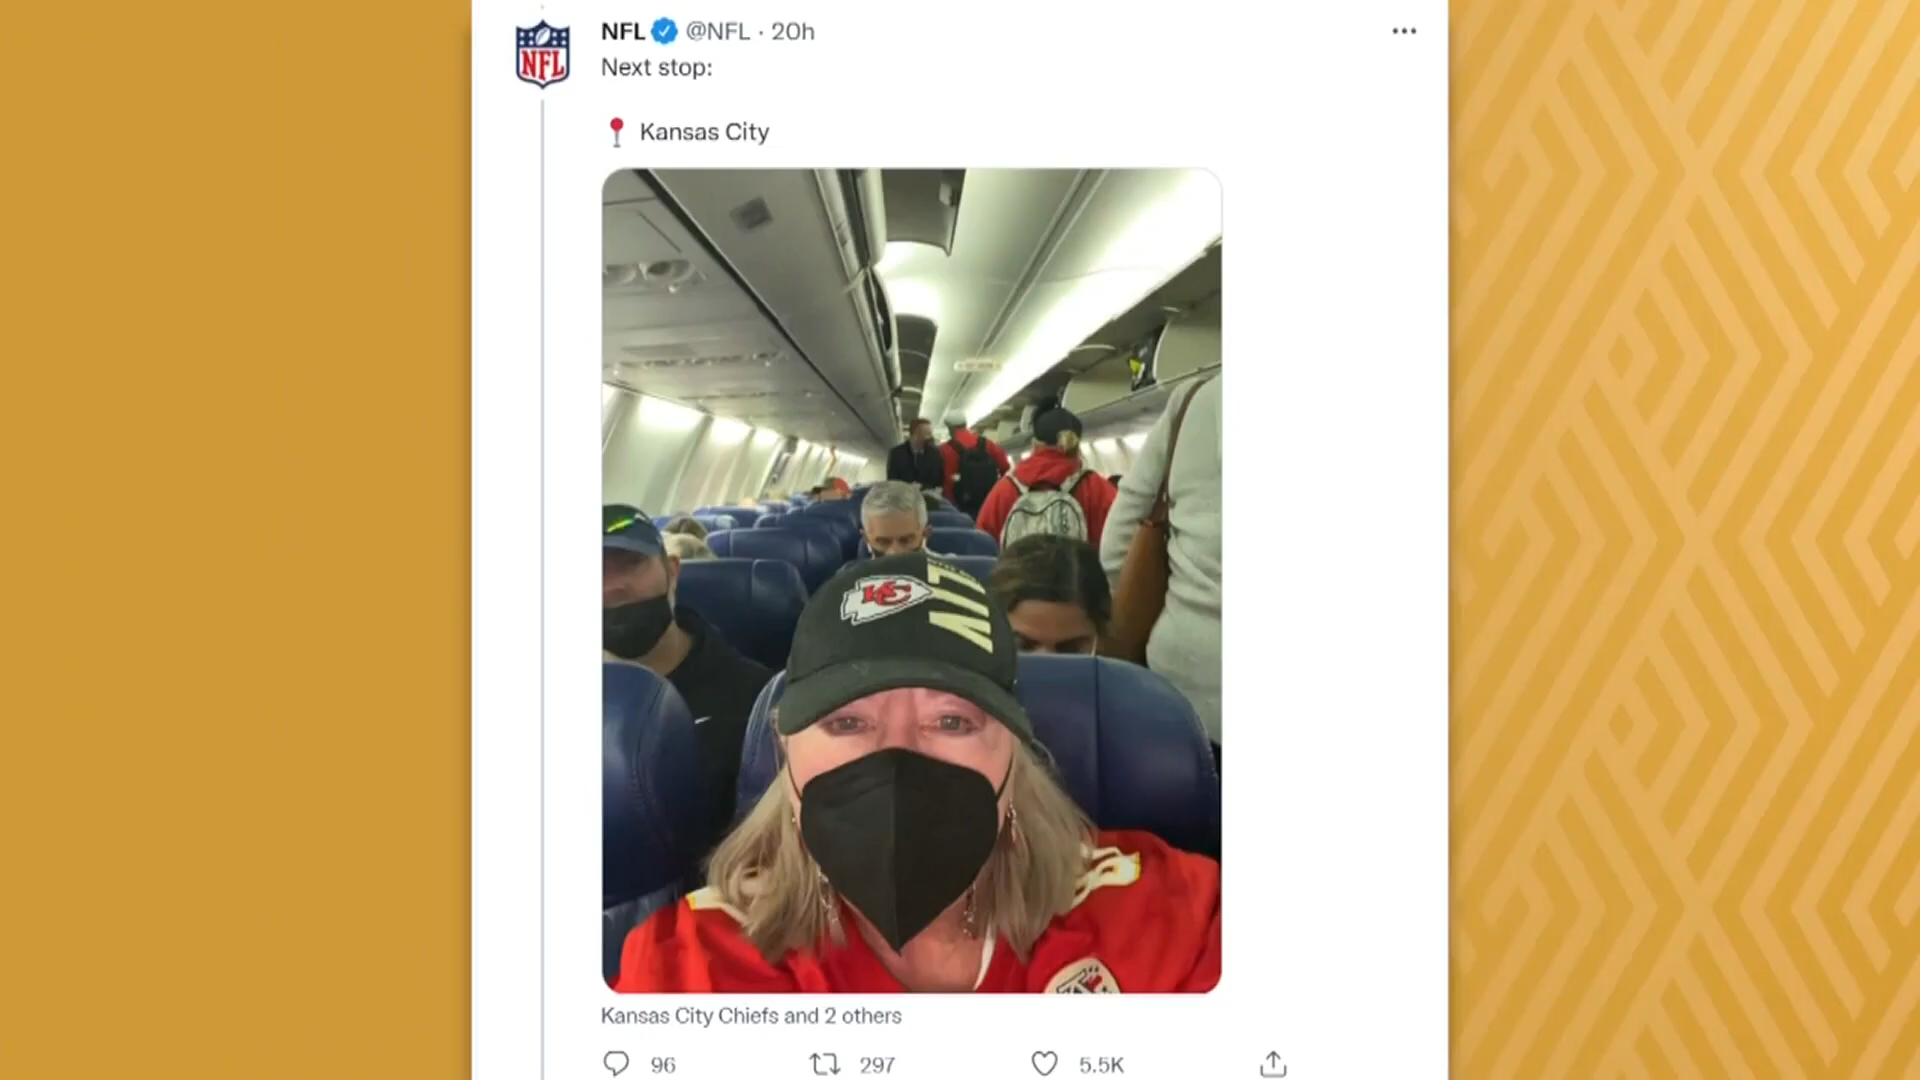 NFL @NFL · 20h
Next stop:
NFL
Kansas City
KC
LIV
Kansas City Chiefs and 2 others
96 297 5.5K